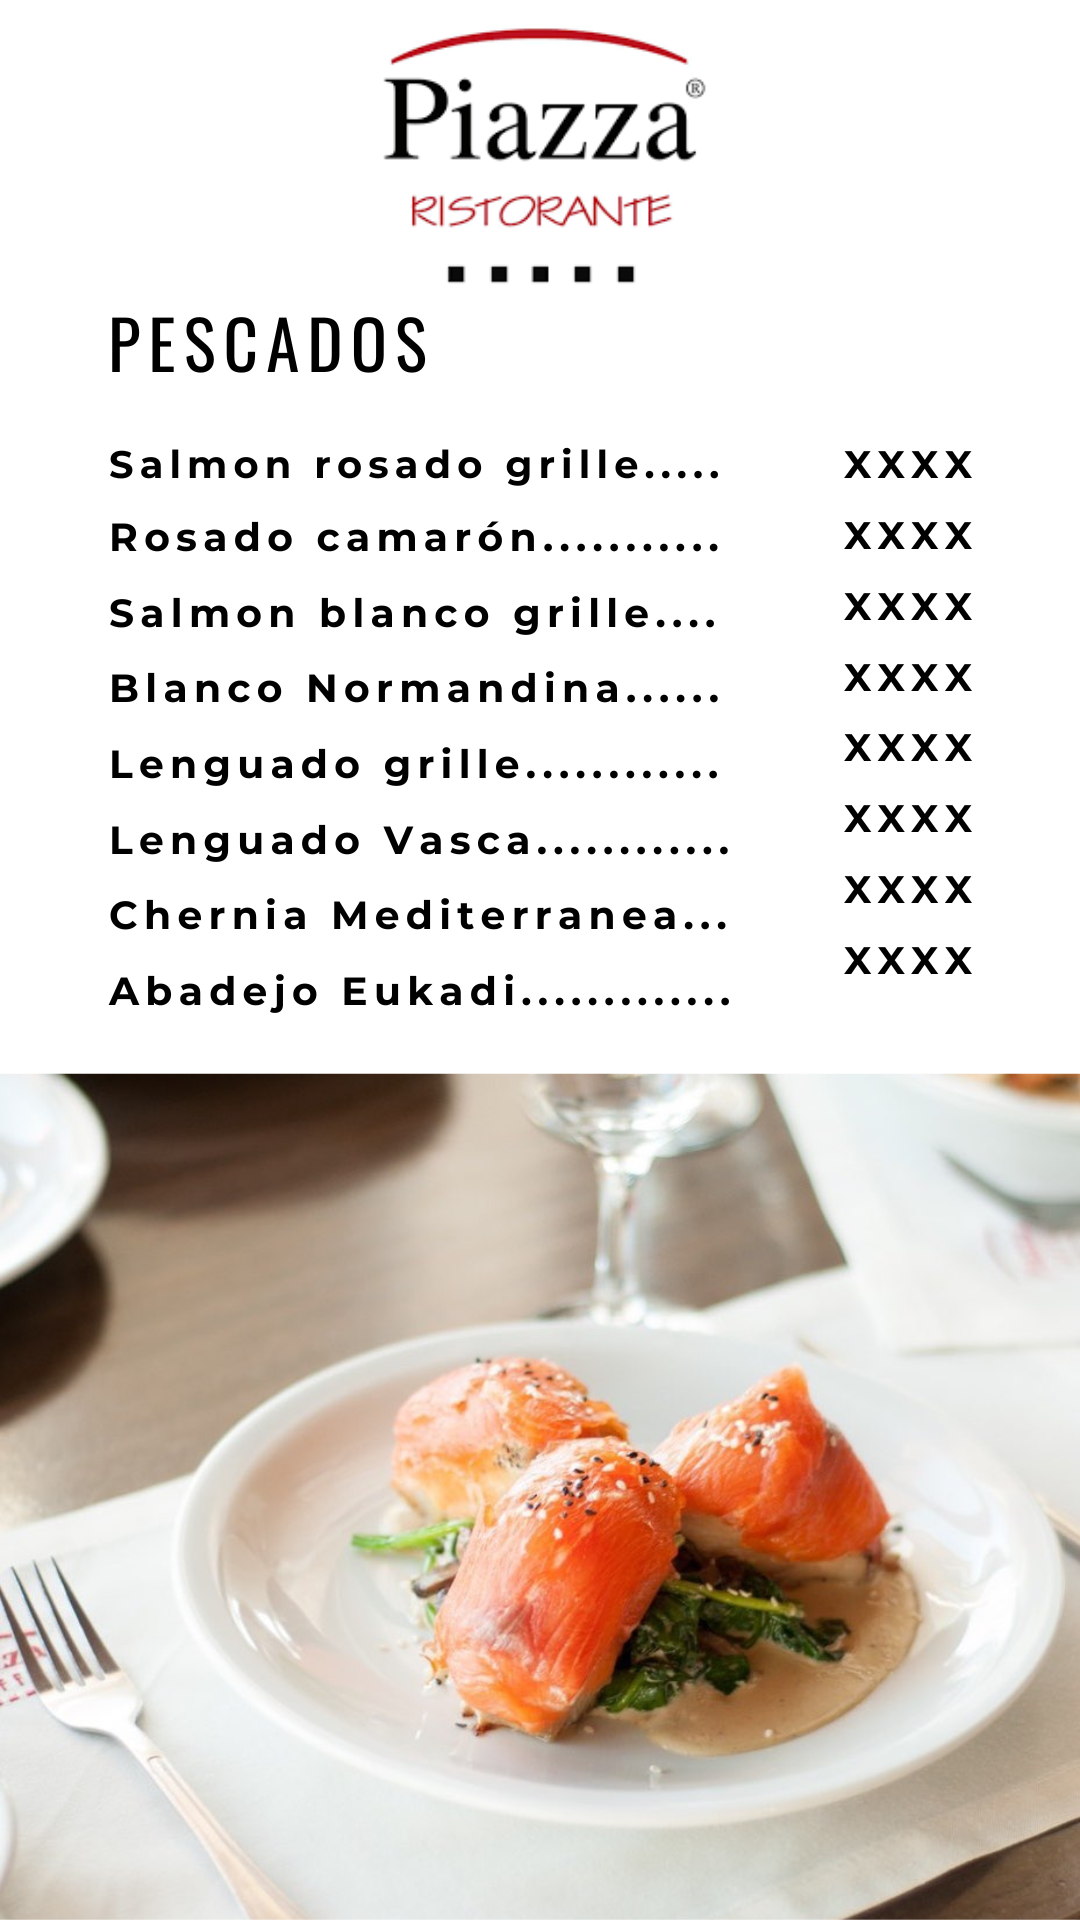 Piazza®
RISTORANTE
PESCADOS
Salmon rosado grille..... XXXX
Rosado camarón........... XXXX
Salmon blanco grille.... XXXX
Blanco Normandina...... XXXX
Lenguado grille............ XXXX
Lenguado Vasca............ XXXX
Chernia Mediterranea... XXXX
Abadejo Eukadi............. XXXX